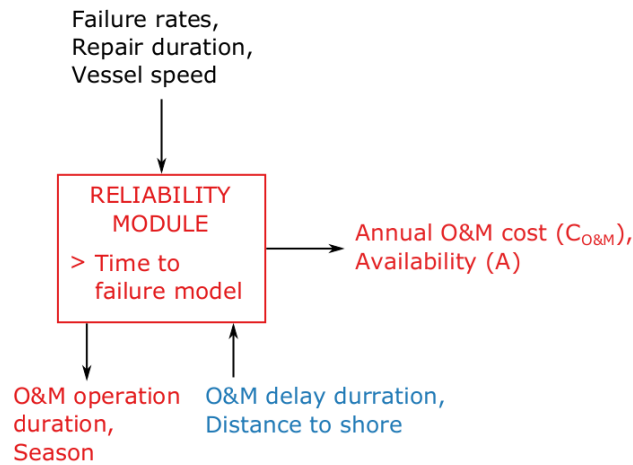 Failure rates,
Repair duration,
Vessel speed
RELIABILITY
MODULE
> Time to
failure model
Annual O&M cost (C_O&M),
Availability (A)
O&M operation
duration,
Season
O&M delay durration,
Distance to shore